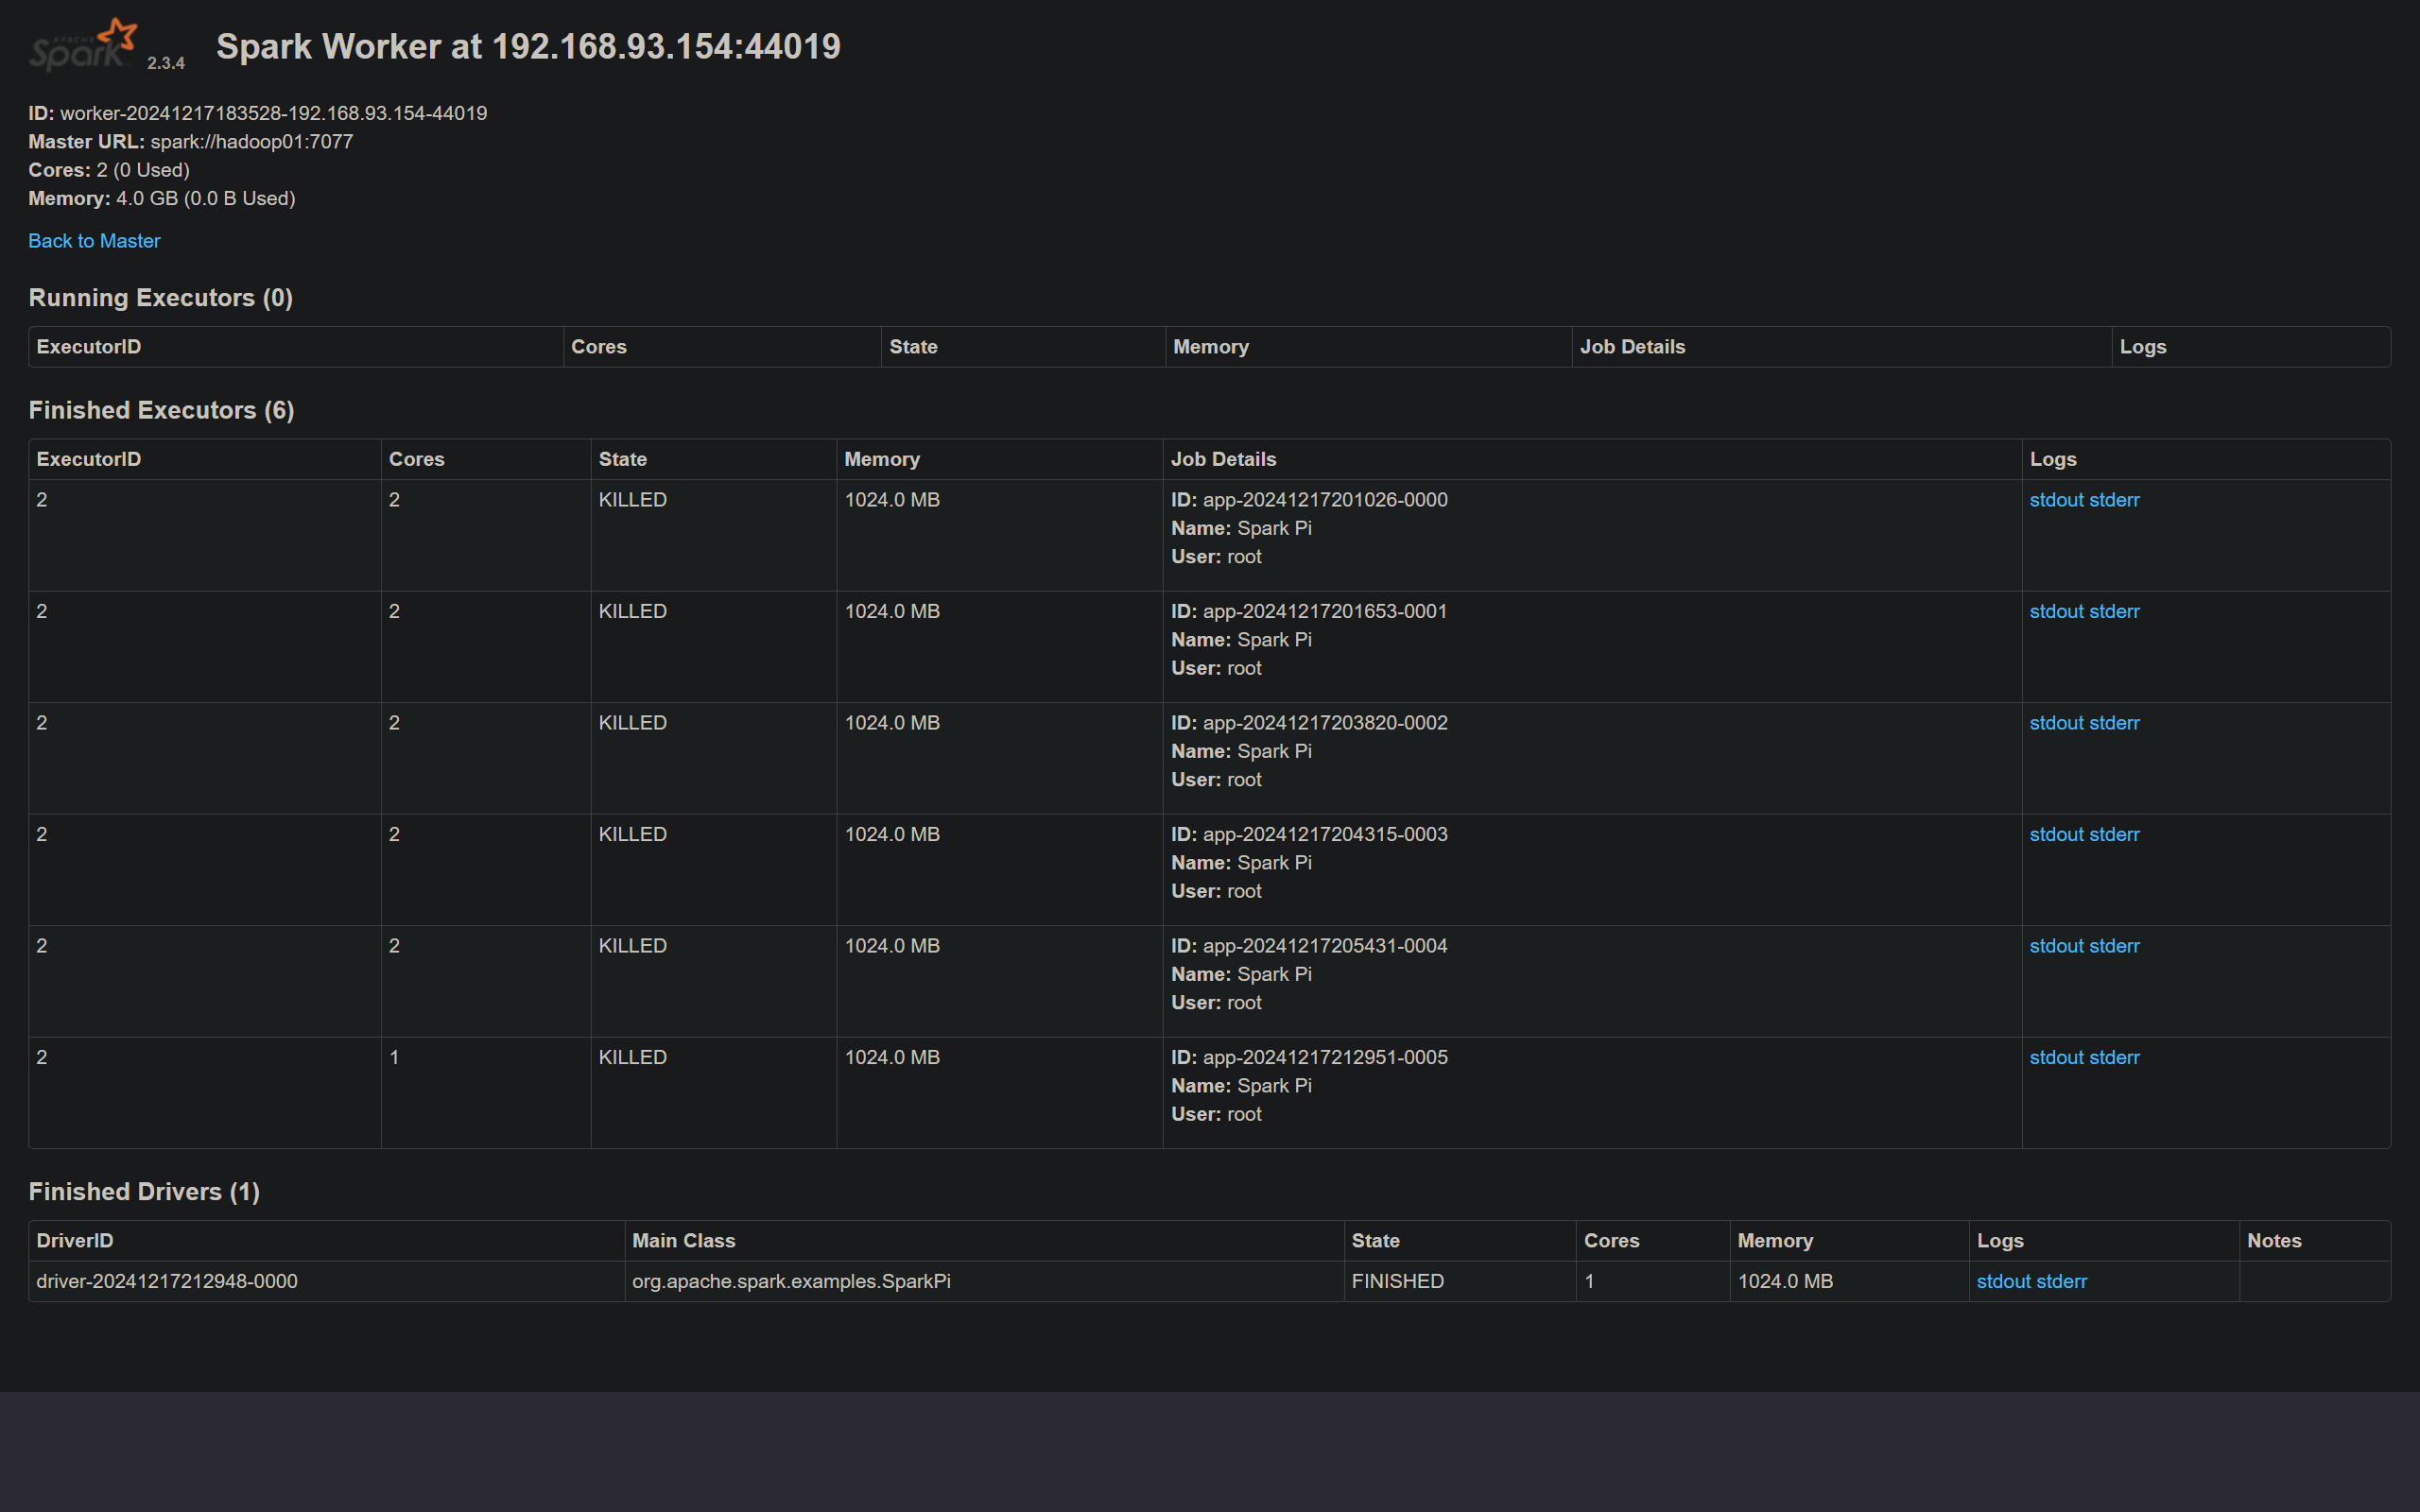 APACHE
Spark 2.3.4 Spark Worker at 192.168.93.154:44019
ID: worker-20241217183528-192.168.93.154-44019
Master URL: spark://hadoop01:7077
Cores: 2 (0 Used)
Memory: 4.0 GB (0.0 B Used)
Back to Master
Running Executors (0)
ExecutorID Cores State Memory Job Details Logs
Finished Executors (6)
ExecutorID Cores State Memory Job Details Logs
2 2 KILLED 1024.0 MB ID: app-20241217201026-0000 stdout stderr
Name: Spark Pi
User: root
2 2 KILLED 1024.0 MB ID: app-20241217201653-0001 stdout stderr
Name: Spark Pi
User: root
2 2 KILLED 1024.0 MB ID: app-20241217203820-0002 stdout stderr
Name: Spark Pi
User: root
2 2 KILLED 1024.0 MB ID: app-20241217204315-0003 stdout stderr
Name: Spark Pi
User: root
2 2 KILLED 1024.0 MB ID: app-20241217205431-0004 stdout stderr
Name: Spark Pi
User: root
2 1 KILLED 1024.0 MB ID: app-20241217212951-0005 stdout stderr
Name: Spark Pi
User: root
Finished Drivers (1)
DriverID Main Class State Cores Memory Logs Notes
driver-20241217212948-0000 org.apache.spark.examples.SparkPi FINISHED 1 1024.0 MB stdout stderr